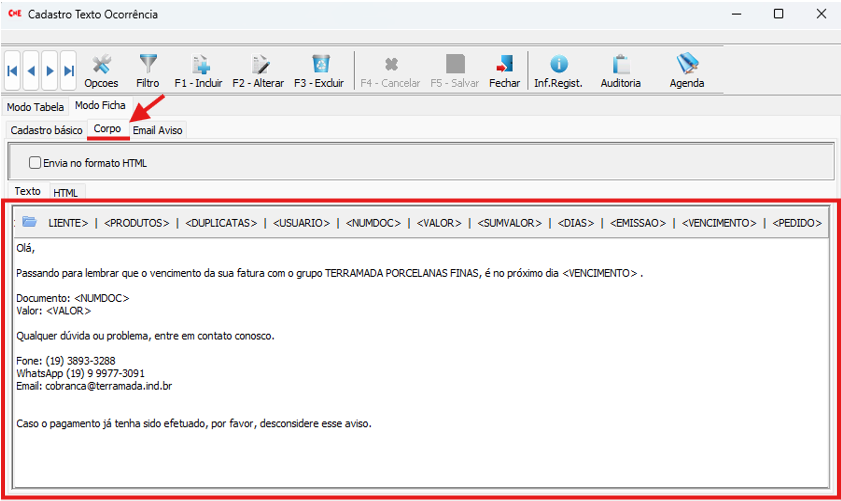 CHE Cadastro Texto Ocorrência
Opcoes Filtro F1 - Incluir F2 - Alterar F3 - Excluir F4 - Cancelar F5 - Salvar Fechar Inf.Regist. Auditoria Agenda
Modo Tabela Modo Ficha
Cadastro básico Corpo Email Aviso
Envia no formato HTML
Texto HTML
LIENTE> | <PRODUTOS> | <DUPLICATAS> | <USUARIO> | <NUMDOC> | <VALOR> | <SUMVALOR> | <DIAS> | <EMISSAO> | <VENCIMENTO> | <PEDIDO>
Olá,
Passando para lembrar que o vencimento da sua fatura com o grupo TERRAMADA PORCELANAS FINAS, é no próximo dia <VENCIMENTO> .
Documento: <NUMDOC>
Valor: <VALOR>
Qualquer dúvida ou problema, entre em contato conosco.
Fone: (19) 3893-3288
WhatsApp (19) 9 9977-3091
Email: cobranca@terramada.ind.br
Caso o pagamento já tenha sido efetuado, por favor, desconsidere esse aviso.